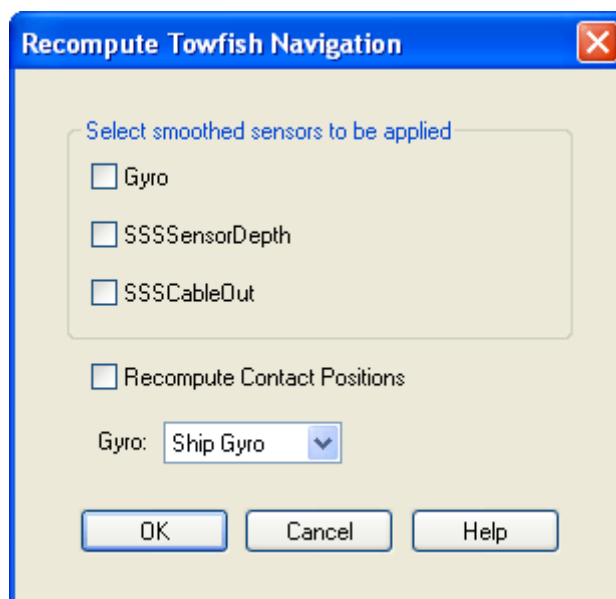 Recompute Towfish Navigation
Select smoothed sensors to be applied
Gyro
SSSSensorDepth
SSSCableOut
Recompute Contact Positions
Gyro: Ship Gyro
OK Cancel Help